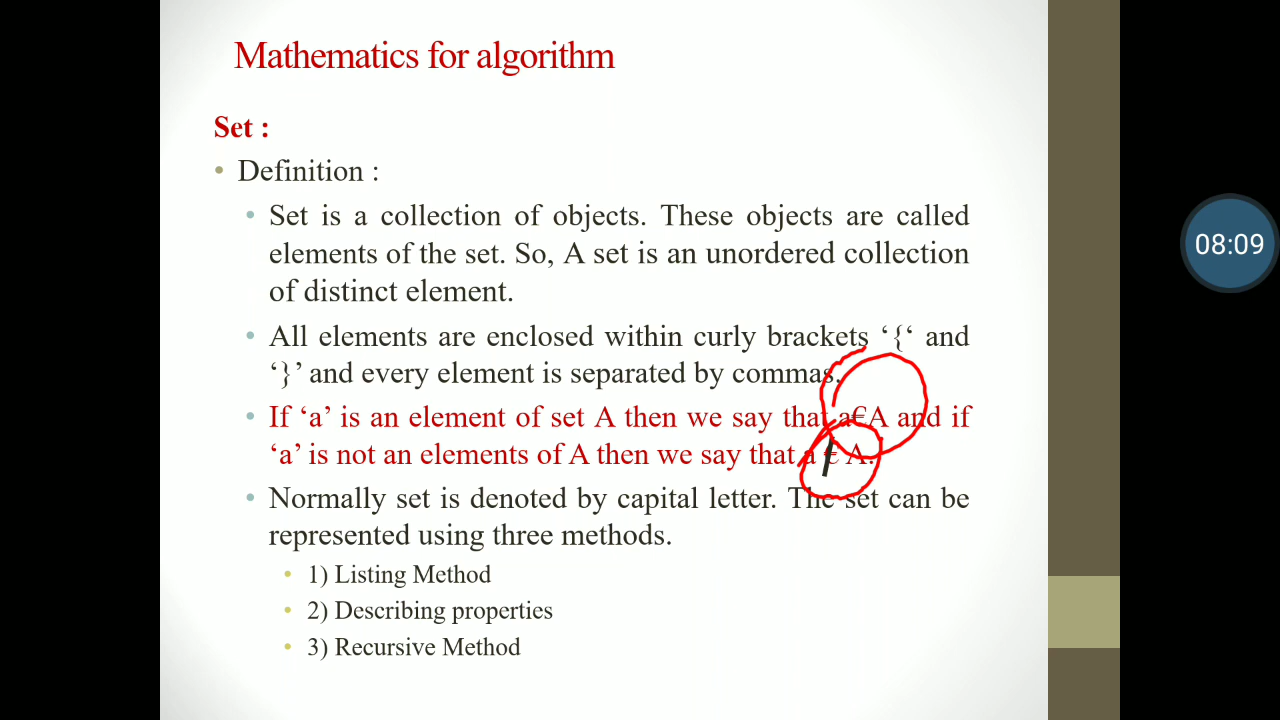 Mathematics for algorithm
Set :
• Definition :
• Set is a collection of objects. These objects are called
elements of the set. So, A set is an unordered collection
of distinct element.
• All elements are enclosed within curly brackets ‘{‘ and
‘}’ and every element is separated by commas.
• If ‘a’ is an element of set A then we say that a€A and if
‘a’ is not an elements of A then we say that a € A.
• Normally set is denoted by capital letter. The set can be
represented using three methods.
• 1) Listing Method
• 2) Describing properties
• 3) Recursive Method
08:09